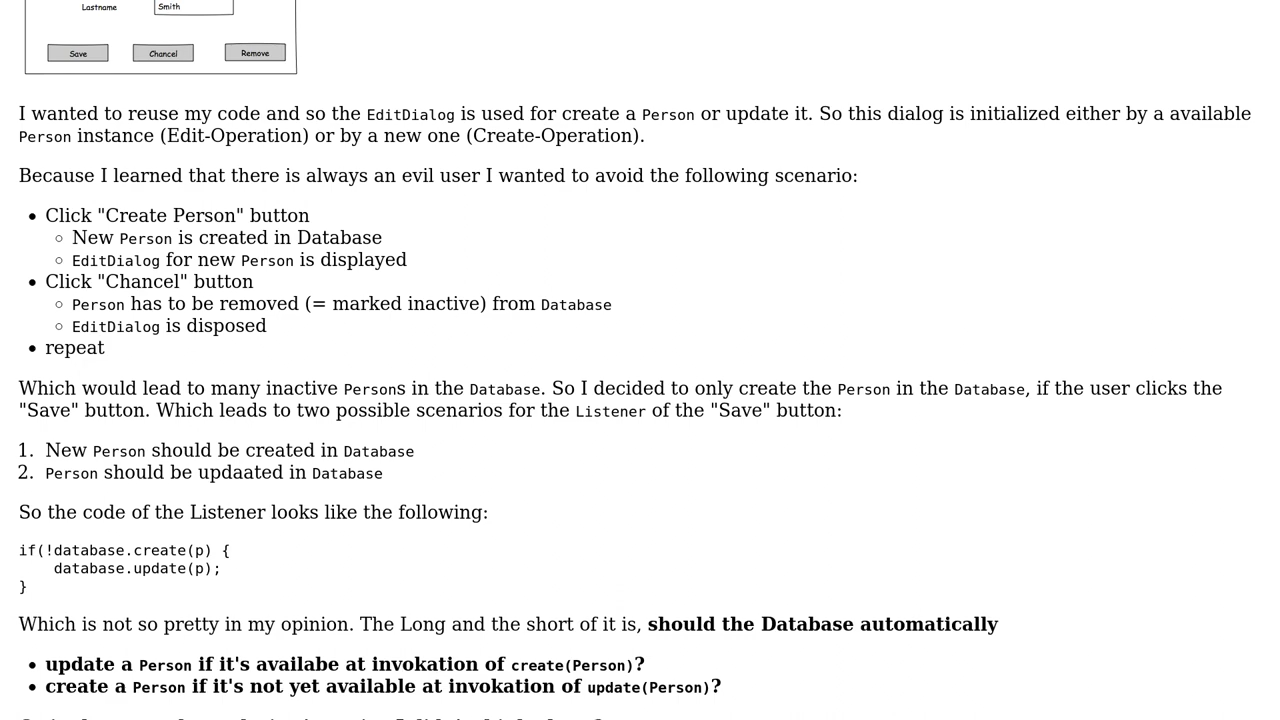 Lastname Smith
Save Chancel Remove
I wanted to reuse my code and so the EditDialog is used for create a Person or update it. So this dialog is initialized either by a available
Person instance (Edit-Operation) or by a new one (Create-Operation).
Because I learned that there is always an evil user I wanted to avoid the following scenario:
• Click "Create Person" button
◦ New Person is created in Database
◦ EditDialog for new Person is displayed
• Click "Chancel" button
◦ Person has to be removed (= marked inactive) from Database
◦ EditDialog is disposed
• repeat
Which would lead to many inactive Persons in the Database. So I decided to only create the Person in the Database, if the user clicks the
"Save" button. Which leads to two possible scenarios for the Listener of the "Save" button:
1. New Person should be created in Database
2. Person should be updaated in Database
So the code of the Listener looks like the following:
if(!database.create(p) {
    database.update(p);
}
Which is not so pretty in my opinion. The Long and the short of it is, should the Database automatically
• update a Person if it's availabe at invokation of create(Person)?
• create a Person if it's not yet available at invokation of update(Person)?